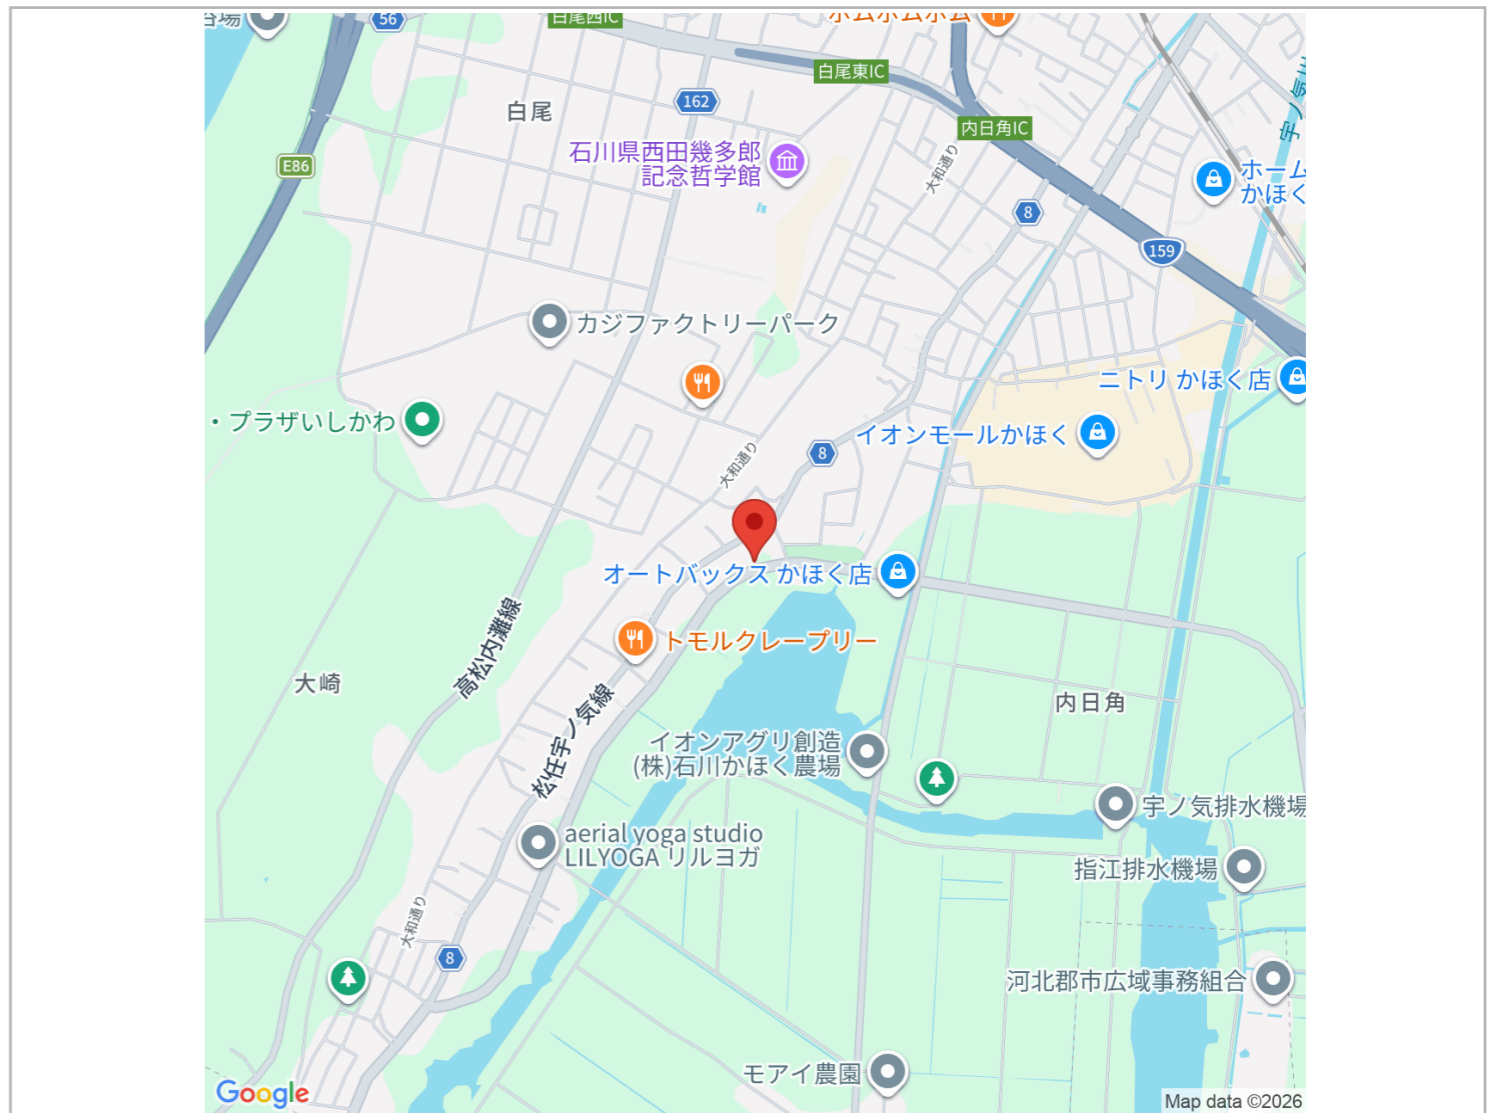 56
白尾西IC
白尾東IC
162
白尾
内日角IC
石川県西田幾多郎
記念哲学館
大和通り
E86
ホーム
かほく
8
159
カジファクトリーパーク
ニトリ かほく店
・プラザいしかわ
イオンモールかほく
8
大和通り
オートバックス かほく店
高松内灘線
トモルクレープリー
大崎
内日角
松任宇ノ気線
イオンアグリ創造
(株)石川かほく農場
宇ノ気排水機場
aerial yoga studio
LILYOGA リルヨガ
指江排水機場
大和通り
8
河北郡市広域事務組合
モアイ農園
Google
Map data ©2026